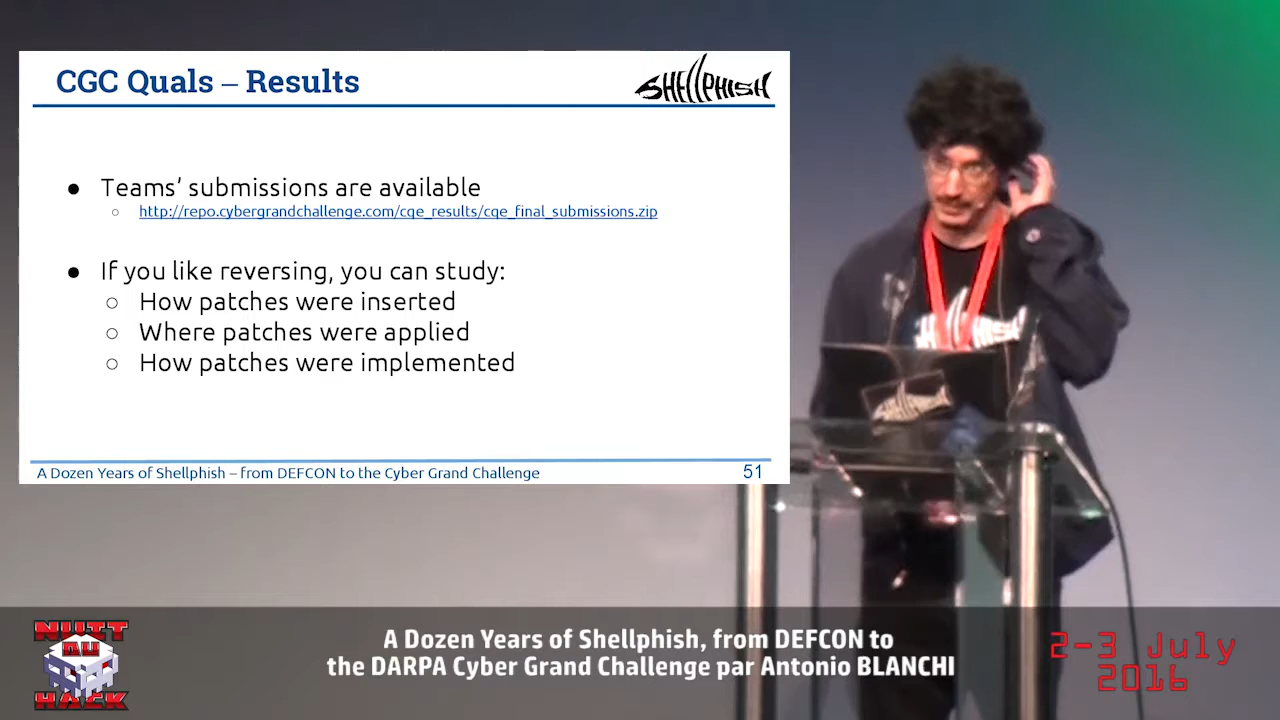 CGC Quals – Results
SHELLPHISH
● Teams’ submissions are available
○ http://repo.cybergrandchallenge.com/cqe_results/cqe_final_submissions.zip
● If you like reversing, you can study:
○ How patches were inserted
○ Where patches were applied
○ How patches were implemented
A Dozen Years of Shellphish – from DEFCON to the Cyber Grand Challenge
51
SHELLPHISH
NUIT
DU
HACK
A Dozen Years of Shellphish, from DEFCON to
the DARPA Cyber Grand Challenge par Antonio BLANCHI
2-3 July
2016